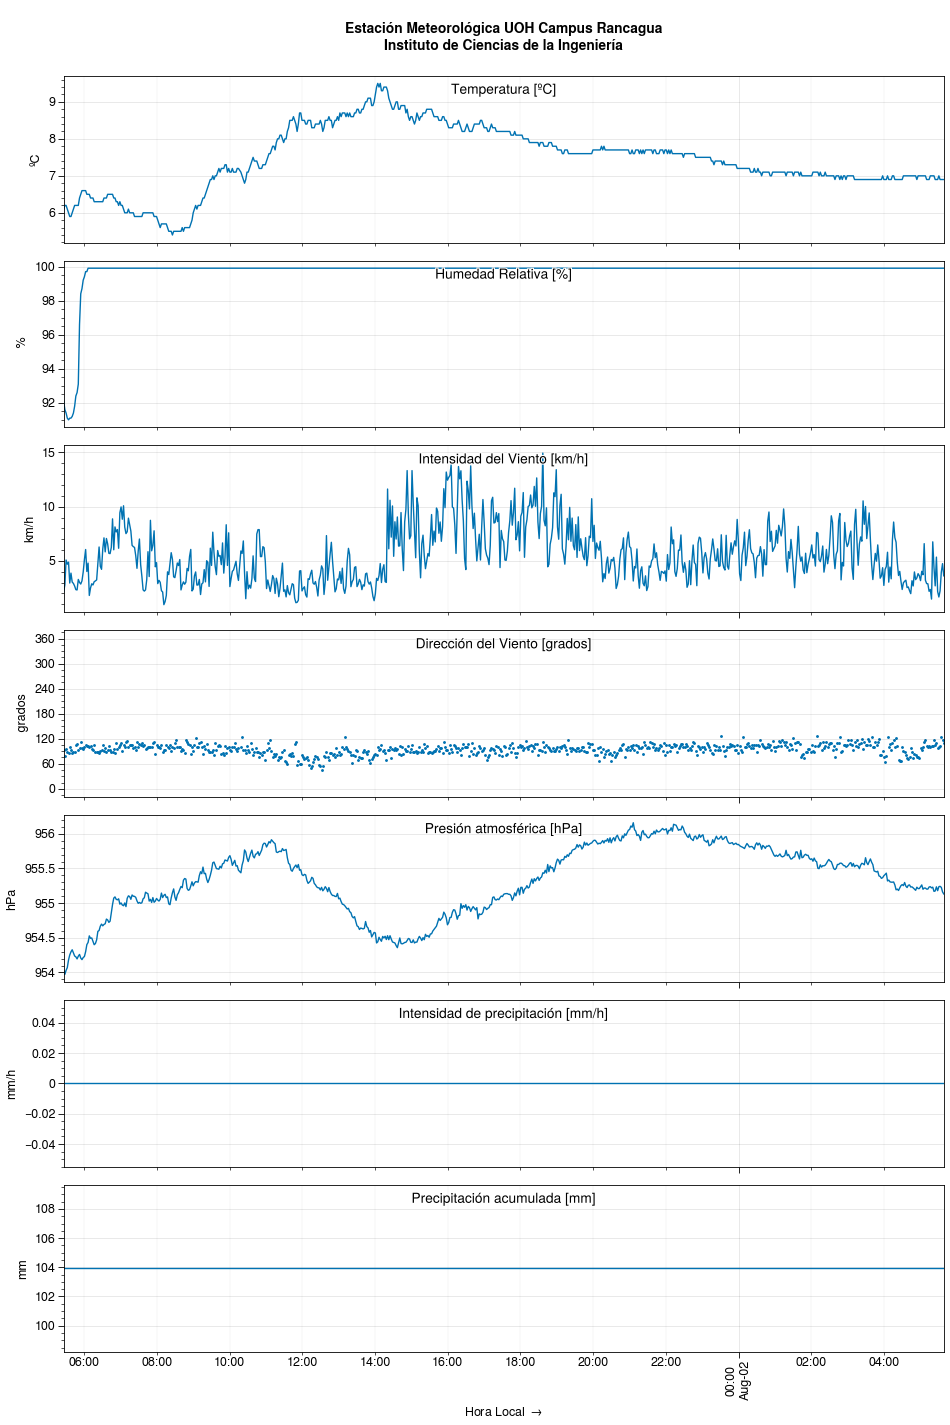 Estación Meteorológica UOH Campus Rancagua
Instituto de Ciencias de la Ingeniería
Temperatura [ºC]
ºC
9
8
7
6
Humedad Relativa [%]
%
100
98
96
94
92
Intensidad del Viento [km/h]
km/h
15
10
5
Dirección del Viento [grados]
grados
360
300
240
180
120
60
0
Presión atmosférica [hPa]
hPa
956
955.5
955
954.5
954
Intensidad de precipitación [mm/h]
mm/h
0.04
0.02
0
−0.02
−0.04
Precipitación acumulada [mm]
mm
108
106
104
102
100
06:00 08:00 10:00 12:00 14:00 16:00 18:00 20:00 22:00 00:00 02:00 04:00
Aug-02
Hora Local →